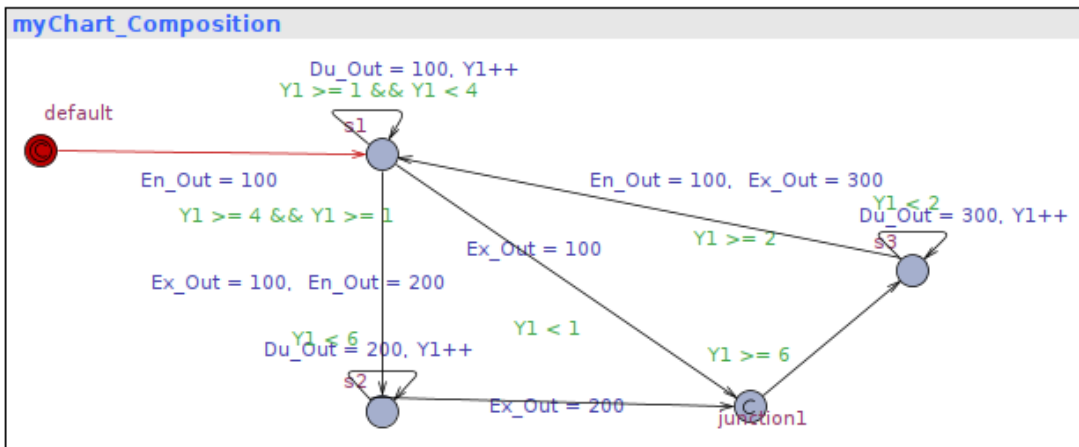 myChart_Composition
Du_Out = 100, Y1++
Y1 >= 1 && Y1 < 4
default
s1
C
En_Out = 100
En_Out = 100, Ex_Out = 300
Y1 < 2
Du_Out = 300, Y1++
Y1 >= 4 && Y1 >= 1
Y1 >= 2
s3
Ex_Out = 100
Ex_Out = 100, En_Out = 200
Y1 < 1
Y1 < 6
Du_Out = 200, Y1++
Y1 >= 6
s2
Ex_Out = 200
C
junction1